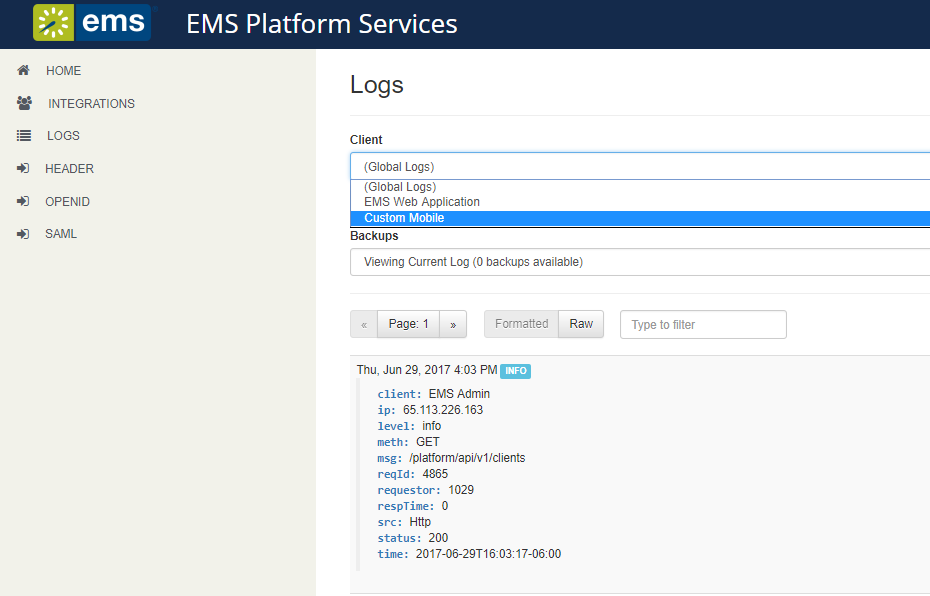 ems EMS Platform Services
HOME
INTEGRATIONS
LOGS
HEADER
OPENID
SAML
Logs
Client
(Global Logs)
(Global Logs)
EMS Web Application
Custom Mobile
Backups
Viewing Current Log (0 backups available)
« Page: 1 » Formatted Raw Type to filter
Thu, Jun 29, 2017 4:03 PM INFO
client: EMS Admin
ip: 65.113.226.163
level: info
meth: GET
msg: /platform/api/v1/clients
reqId: 4865
requestor: 1029
respTime: 0
src: Http
status: 200
time: 2017-06-29T16:03:17-06:00